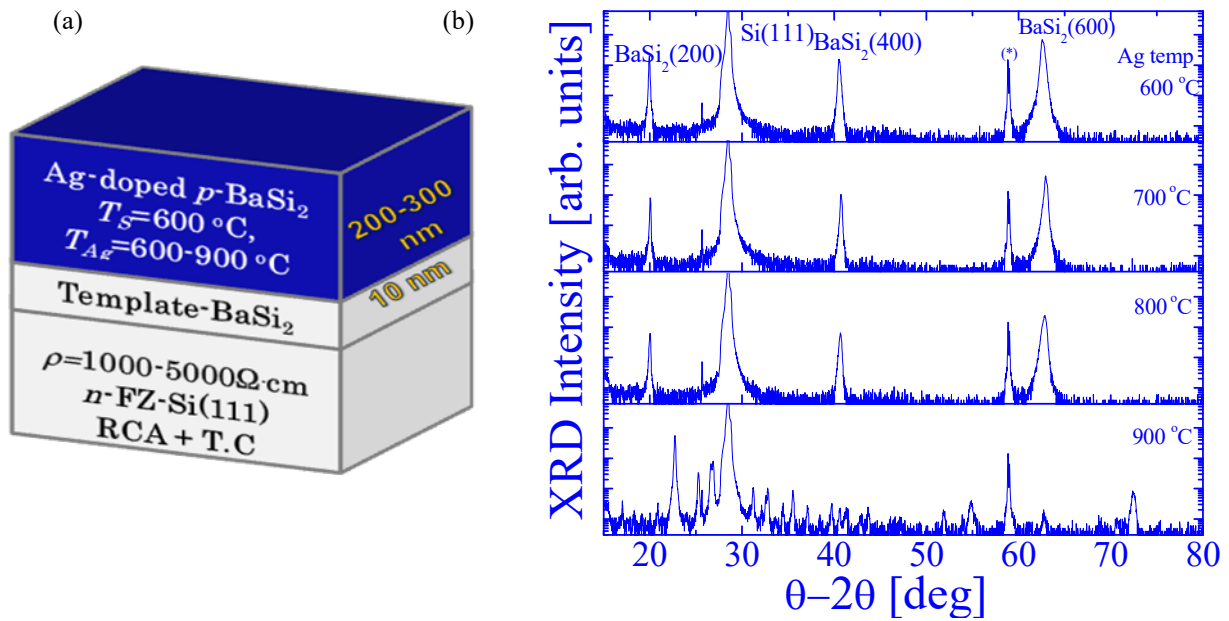 (a)
(b)
Ag-doped p-BaSi₂
T_S=600 °C,
T_Ag=600-900 °C
200-300
nm
Template-BaSi₂
10 nm
ρ=1000-5000Ω·cm
n-FZ-Si(111)
RCA + T.C
XRD Intensity [arb. units]
BaSi₂(200)
Si(111)
BaSi₂(400)
(*)
BaSi₂(600)
Ag temp
600 °C
700 °C
800 °C
900 °C
20 30 40 50 60 70 80
θ–2θ [deg]